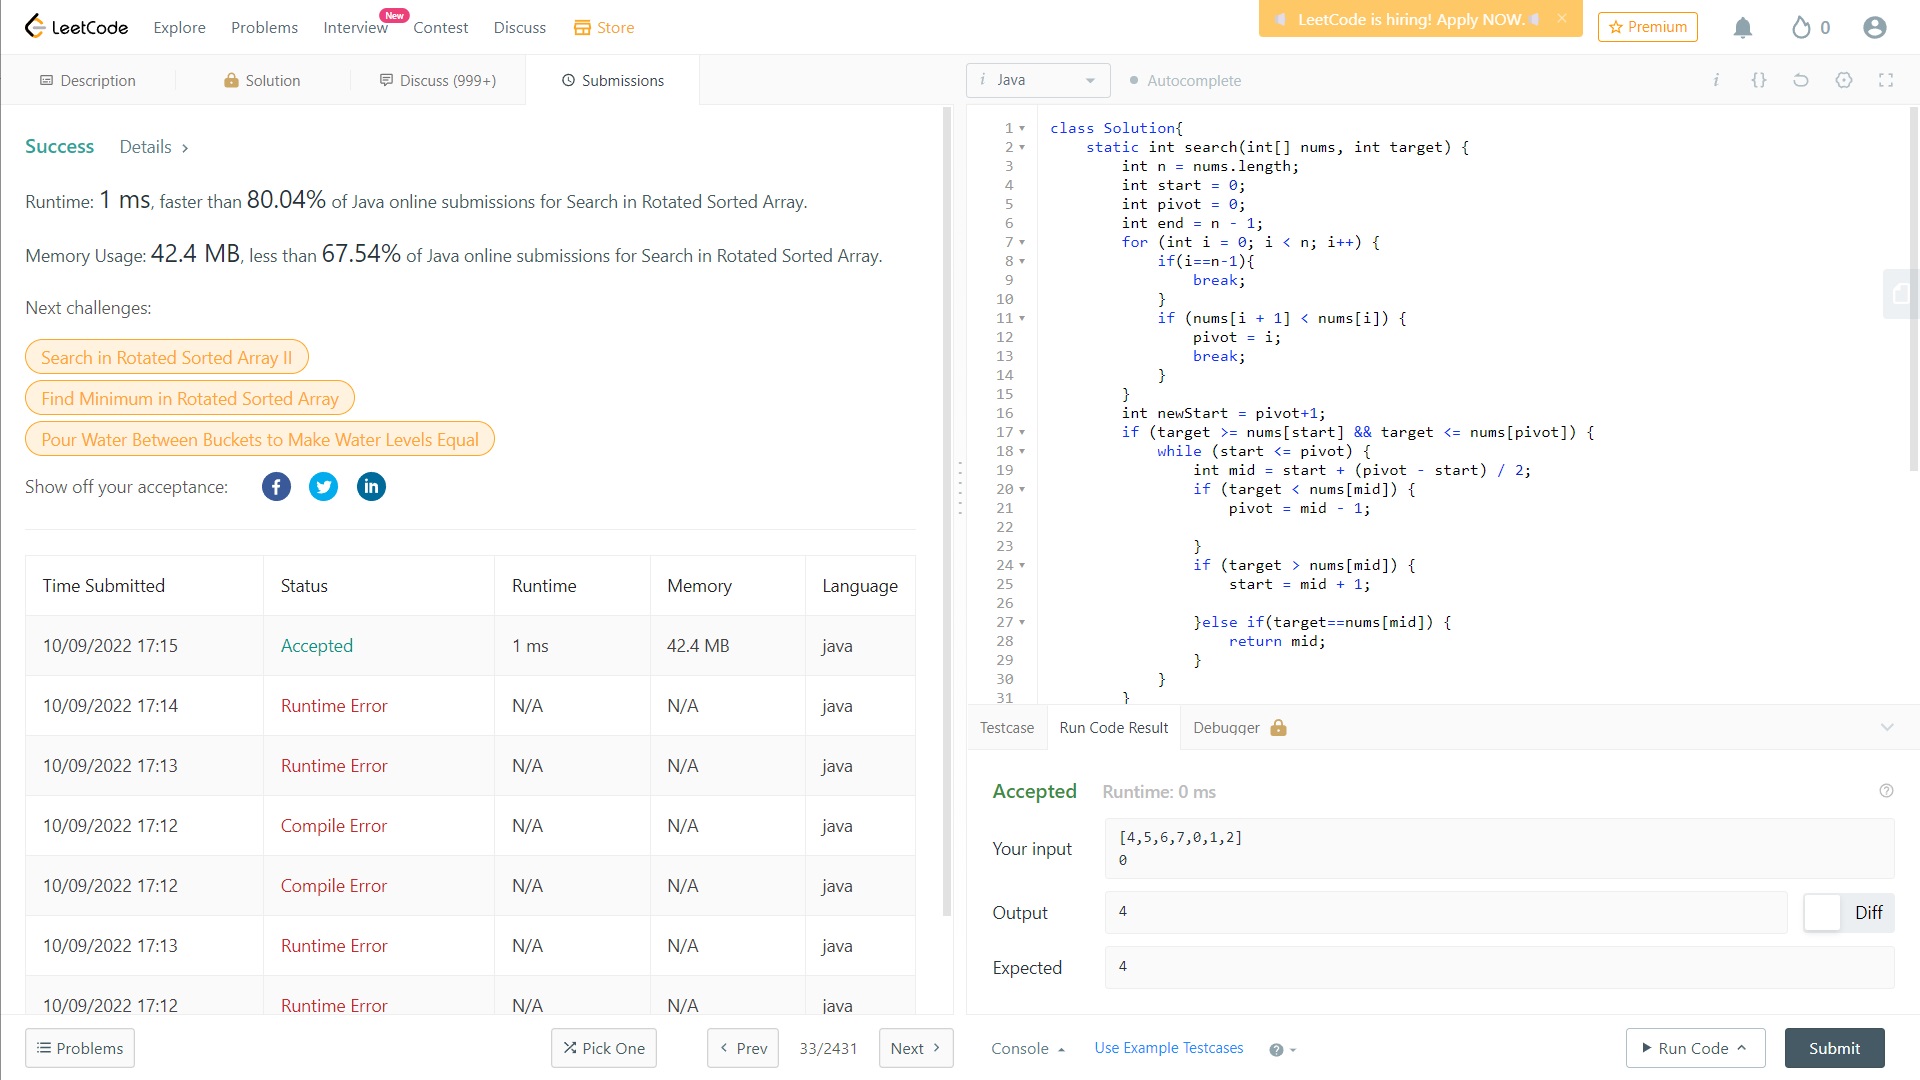 LeetCode
Explore
Problems
Interview
New
Contest
Discuss
Store
LeetCode is hiring! Apply NOW.
Premium
0
Description
Solution
Discuss (999+)
Submissions
Success
Details >
Runtime: 1 ms, faster than 80.04% of Java online submissions for Search in Rotated Sorted Array.
Memory Usage: 42.4 MB, less than 67.54% of Java online submissions for Search in Rotated Sorted Array.
Next challenges:
Search in Rotated Sorted Array II
Find Minimum in Rotated Sorted Array
Pour Water Between Buckets to Make Water Levels Equal
Show off your acceptance:
Time Submitted Status Runtime Memory Language
10/09/2022 17:15 Accepted 1 ms 42.4 MB java
10/09/2022 17:14 Runtime Error N/A N/A java
10/09/2022 17:13 Runtime Error N/A N/A java
10/09/2022 17:12 Compile Error N/A N/A java
10/09/2022 17:12 Compile Error N/A N/A java
10/09/2022 17:13 Runtime Error N/A N/A java
10/09/2022 17:12 Runtime Error N/A N/A java
Problems
Pick One
Prev
33/2431
Next
i Java
Autocomplete
i {}
1 class Solution{
2 static int search(int[] nums, int target) {
3 int n = nums.length;
4 int start = 0;
5 int pivot = 0;
6 int end = n - 1;
7 for (int i = 0; i < n; i++) {
8 if(i==n-1){
9 break;
10 }
11 if (nums[i + 1] < nums[i]) {
12 pivot = i;
13 break;
14 }
15 }
16 int newStart = pivot+1;
17 if (target >= nums[start] && target <= nums[pivot]) {
18 while (start <= pivot) {
19 int mid = start + (pivot - start) / 2;
20 if (target < nums[mid]) {
21 pivot = mid - 1;
22
23 }
24 if (target > nums[mid]) {
25 start = mid + 1;
26
27 }else if(target==nums[mid]) {
28 return mid;
29 }
30 }
31 }
Testcase
Run Code Result
Debugger
Accepted
Runtime: 0 ms
Your input
[4,5,6,7,0,1,2]
0
Output
4
Diff
Expected
4
Console
Use Example Testcases
Run Code
Submit